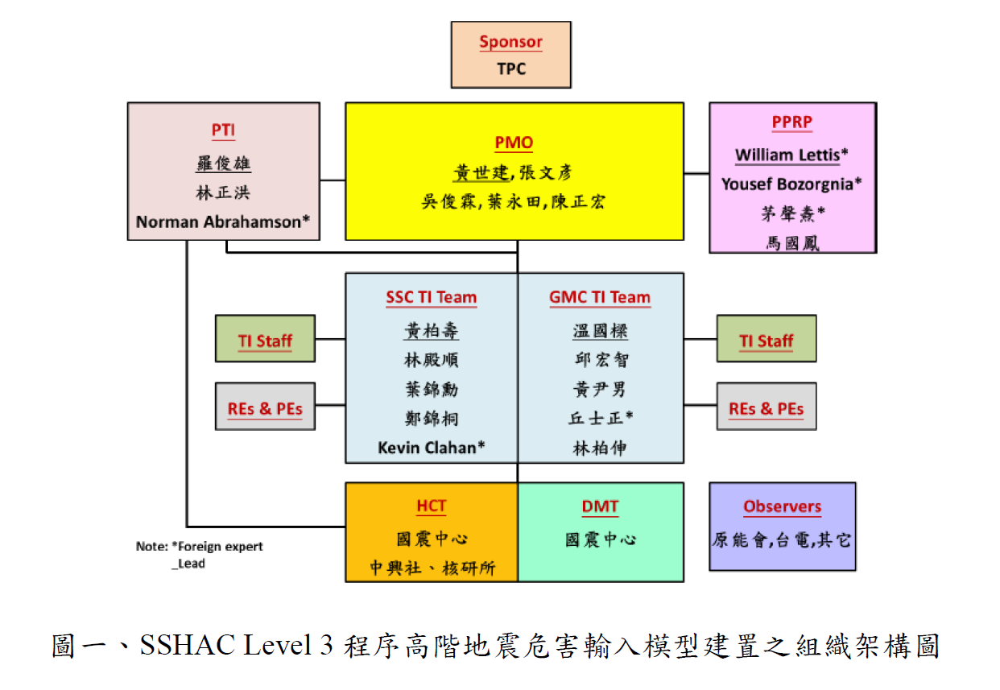 Sponsor
TPC
PTI
羅俊雄
林正洪
Norman Abrahamson*
PMO
黃世建,張文彥
吳俊霖,葉永田,陳正宏
PPRP
William Lettis*
Yousef Bozorgnia*
茅聲燾*
馬國鳳
SSC TI Team
黃柏壽
林殿順
葉錦勳
鄭錦桐
Kevin Clahan*
GMC TI Team
溫國樑
邱宏智
黃尹男
丘士正*
林柏伸
TI Staff
REs & PEs
TI Staff
REs & PEs
HCT
國震中心
中興社、核研所
DMT
國震中心
Observers
原能會,台電,其它
Note: *Foreign expert
_Lead
圖一、SSHAC Level 3 程序高階地震危害輸入模型建置之組織架構圖